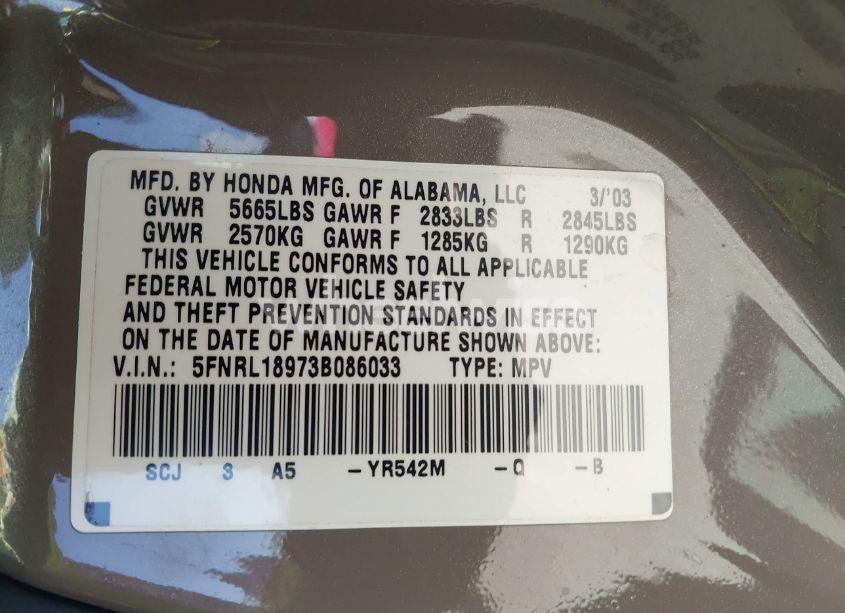 MFD. BY HONDA MFG. OF ALABAMA, LLC 3/'03
GVWR 5665LBS GAWR F 2833LBS R 2845LBS
GVWR 2570KG GAWR F 1285KG R 1290KG
THIS VEHICLE CONFORMS TO ALL APPLICABLE
FEDERAL MOTOR VEHICLE SAFETY
AND THEFT PREVENTION STANDARDS IN EFFECT
ON THE DATE OF MANUFACTURE SHOWN ABOVE:
V.I.N.: 5FNRL18973B086033 TYPE: MPV
SCJ 3 A5 -YR542M -Q -B